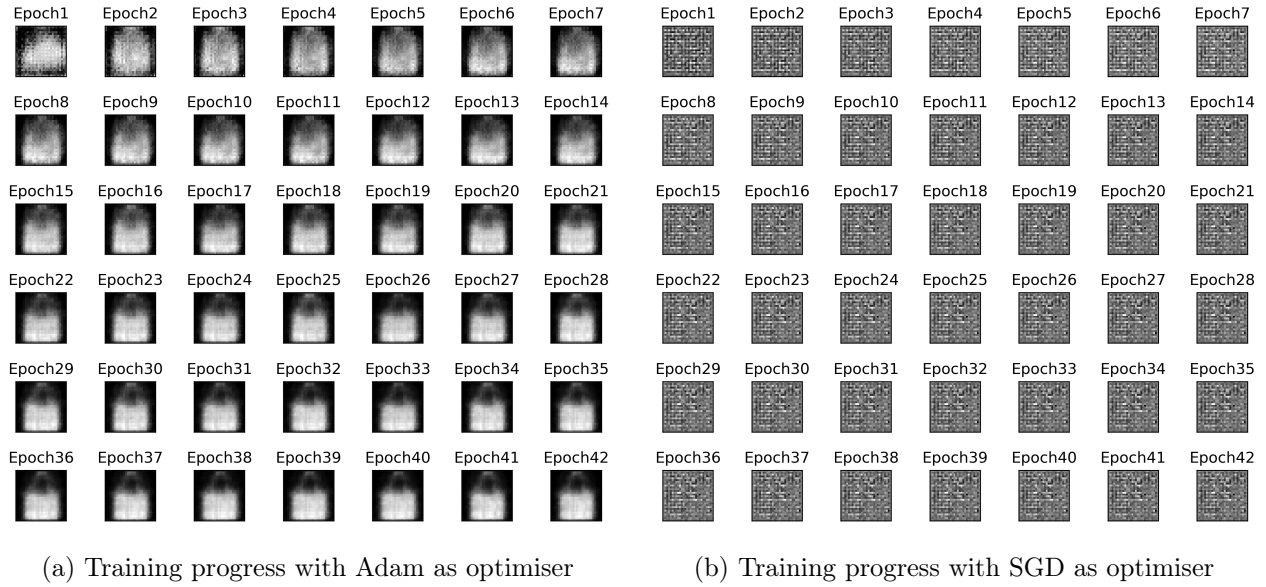 Epoch1 Epoch2 Epoch3 Epoch4 Epoch5 Epoch6 Epoch7
Epoch8 Epoch9 Epoch10 Epoch11 Epoch12 Epoch13 Epoch14
Epoch15 Epoch16 Epoch17 Epoch18 Epoch19 Epoch20 Epoch21
Epoch22 Epoch23 Epoch24 Epoch25 Epoch26 Epoch27 Epoch28
Epoch29 Epoch30 Epoch31 Epoch32 Epoch33 Epoch34 Epoch35
Epoch36 Epoch37 Epoch38 Epoch39 Epoch40 Epoch41 Epoch42
(a) Training progress with Adam as optimiser
Epoch1 Epoch2 Epoch3 Epoch4 Epoch5 Epoch6 Epoch7
Epoch8 Epoch9 Epoch10 Epoch11 Epoch12 Epoch13 Epoch14
Epoch15 Epoch16 Epoch17 Epoch18 Epoch19 Epoch20 Epoch21
Epoch22 Epoch23 Epoch24 Epoch25 Epoch26 Epoch27 Epoch28
Epoch29 Epoch30 Epoch31 Epoch32 Epoch33 Epoch34 Epoch35
Epoch36 Epoch37 Epoch38 Epoch39 Epoch40 Epoch41 Epoch42
(b) Training progress with SGD as optimiser